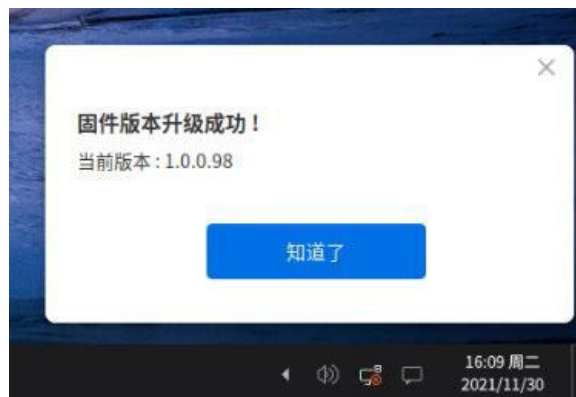 固件版本升级成功！
当前版本 : 1.0.0.98
知道了
16:09 周二
2021/11/30